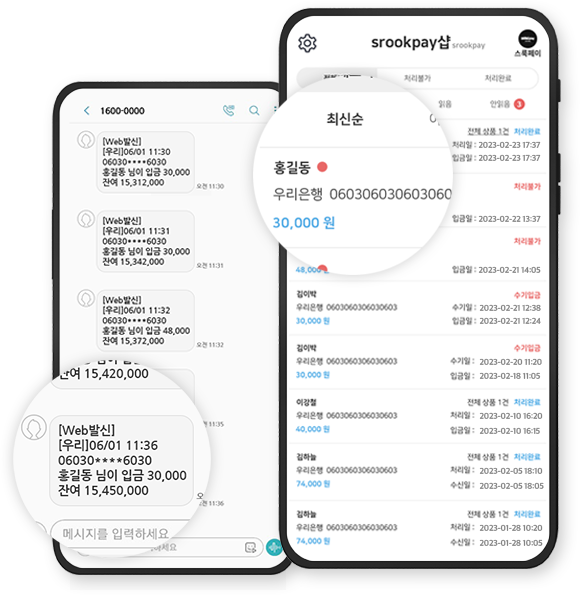 1600-0000
[Web발신]
[우리]06/01 11:30
06030****6030
홍길동 님이 입금 30,000
잔여 15,312,000
오전 11:30
[Web발신]
[우리]06/01 11:31
06030****6030
홍길동 님이 입금 30,000
잔여 15,342,000
오전 11:31
[Web발신]
[우리]06/01 11:32
06030****6030
홍길동 님이 입금 48,000
잔여 15,372,000
오전 11:32
잔여 15,420,000
11:35
[Web발신]
[우리]06/01 11:36
06030****6030
홍길동 님이 입금 30,000
잔여 15,450,000
11:36
메시지를 입력하세요
srookpay샵 srookpay
스룩페이
처리불가
처리완료
읽음
안읽음 3
최신순
홍길동
우리은행 060306030603060
30,000 원
전체 상품 1건 처리완료
처리일 : 2023-02-23 17:37
입금일 : 2023-02-23 17:37
처리불가
입금일 : 2023-02-22 13:37
처리불가
48,000 원
입금일 : 2023-02-21 14:05
김이박 수기입금
우리은행 0603060306030603 수기일 : 2023-02-21 12:38
30,000 원 입금일 : 2023-02-21 12:24
김이박 수기입금
우리은행 0603060306030603 수기일 : 2023-02-20 11:20
30,000 원 입금일 : 2023-02-18 11:05
이강철 전체 상품 1건 처리완료
우리은행 0603060306030603 처리일 : 2023-02-10 16:20
40,000 원 입금일 : 2023-02-10 16:15
김하늘 전체 상품 1건 처리완료
우리은행 0603060306030603 처리일 : 2023-02-05 18:10
74,000 원 수신일 : 2023-02-05 18:05
김하늘 전체 상품 1건 처리완료
우리은행 0603060306030603 처리일 : 2023-01-28 10:20
74,000 원 수신일 : 2023-01-28 10:05